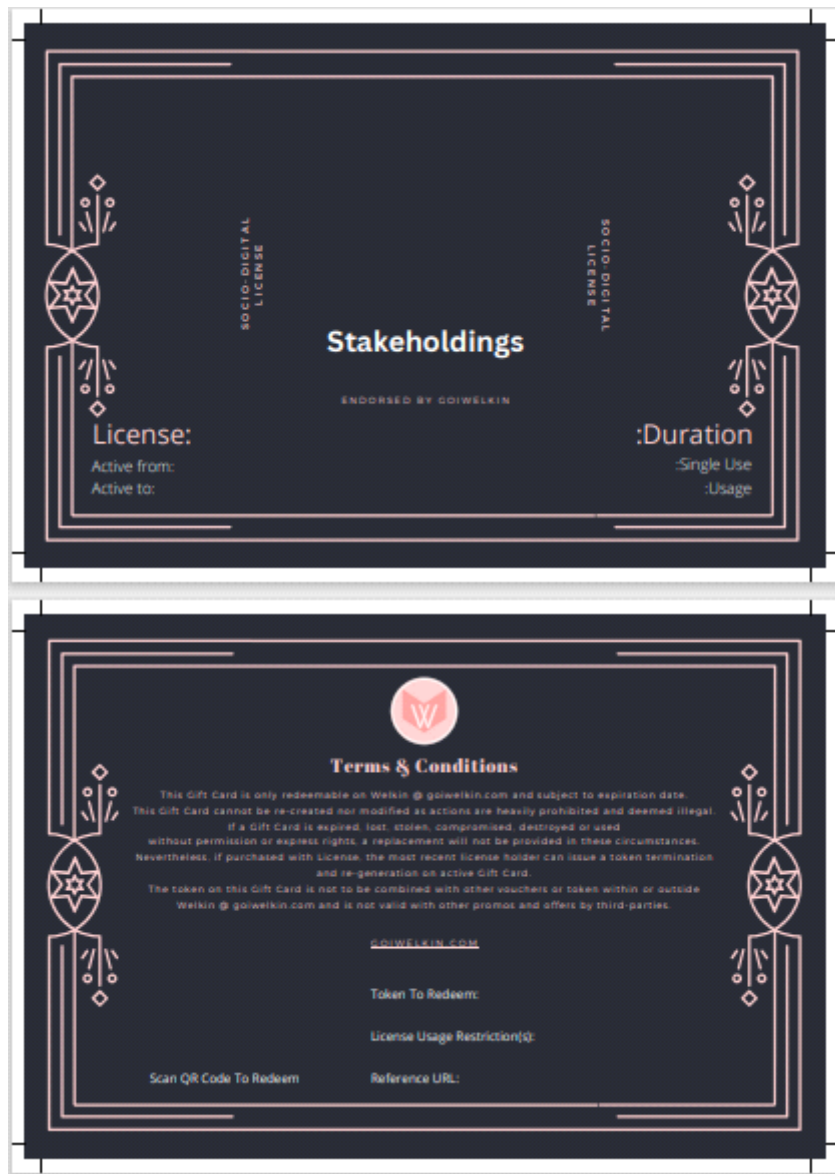 SOCIO-DIGITAL
LICENSE
SOCIO-DIGITAL
LICENSE
Stakeholdings
ENDORSED BY GOIWELKIN
License:
:Duration
Active from:
:Single Use
Active to:
:Usage
W
Terms & Conditions
This Gift Card is only redeemable on Welkin @ goiwelkin.com and subject to expiration date.
This Gift Card cannot be re-created nor modified as actions are heavily prohibited and deemed illegal.
If a Gift Card is expired, lost, stolen, compromised, destroyed or used
without permission or express rights, a replacement will not be provided in these circumstances.
Nevertheless, if purchased with License, the most recent license holder can issue a token termination
and re-generation on active Gift Card.
The token on this Gift Card is not to be combined with other vouchers or token within or outside
Welkin @ goiwelkin.com and is not valid with other promos and offers by third-parties.
GOIWELKIN.COM
Token To Redeem:
License Usage Restriction(s):
Scan QR Code To Redeem
Reference URL: